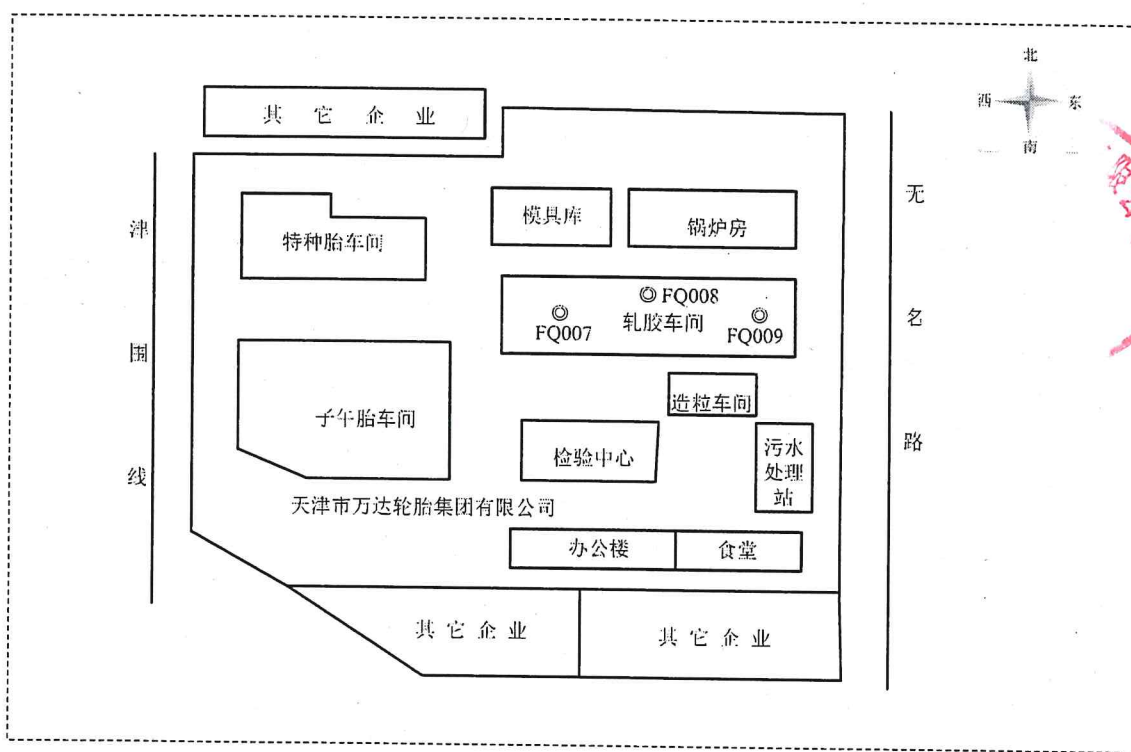 北
西 东
南
其它企业
津围线
无名路
模具库
锅炉房
特种胎车间
FQ008
轧胶车间
FQ007
FQ009
造粒车间
子午胎车间
检验中心
污水
处理
站
天津市万达轮胎集团有限公司
办公楼
食堂
其它企业
其它企业